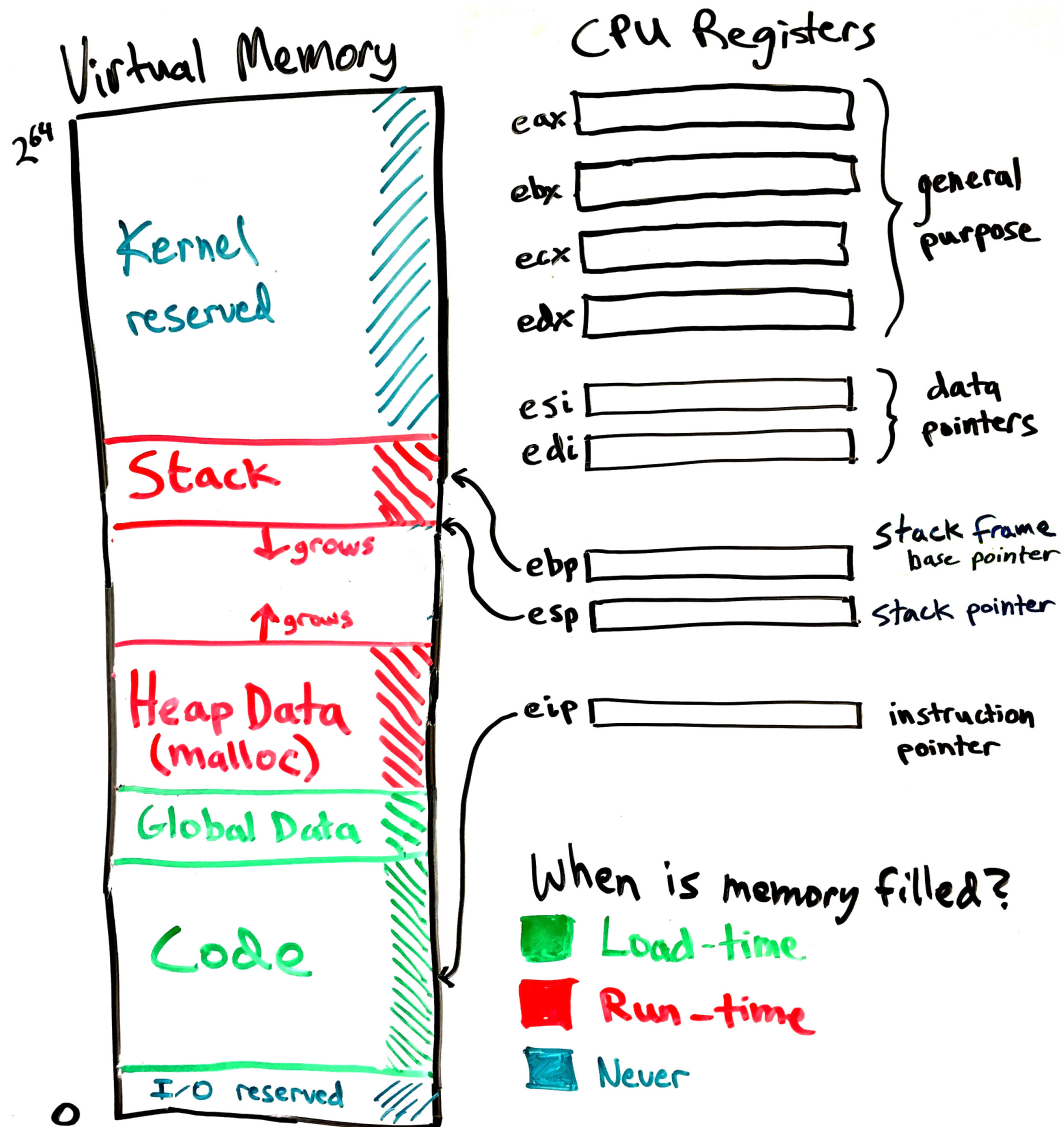 Virtual Memory
2^64
Kernel
reserved
Stack
↓ grows
↑ grows
Heap Data
(malloc)
Global Data
Code
I/O reserved
0
CPU Registers
eax
ebx
ecx
edx
general
purpose
esi
edi
data
pointers
ebp
stack frame
base pointer
esp
stack pointer
eip
instruction
pointer
When is memory filled?
Load-time
Run-time
Never